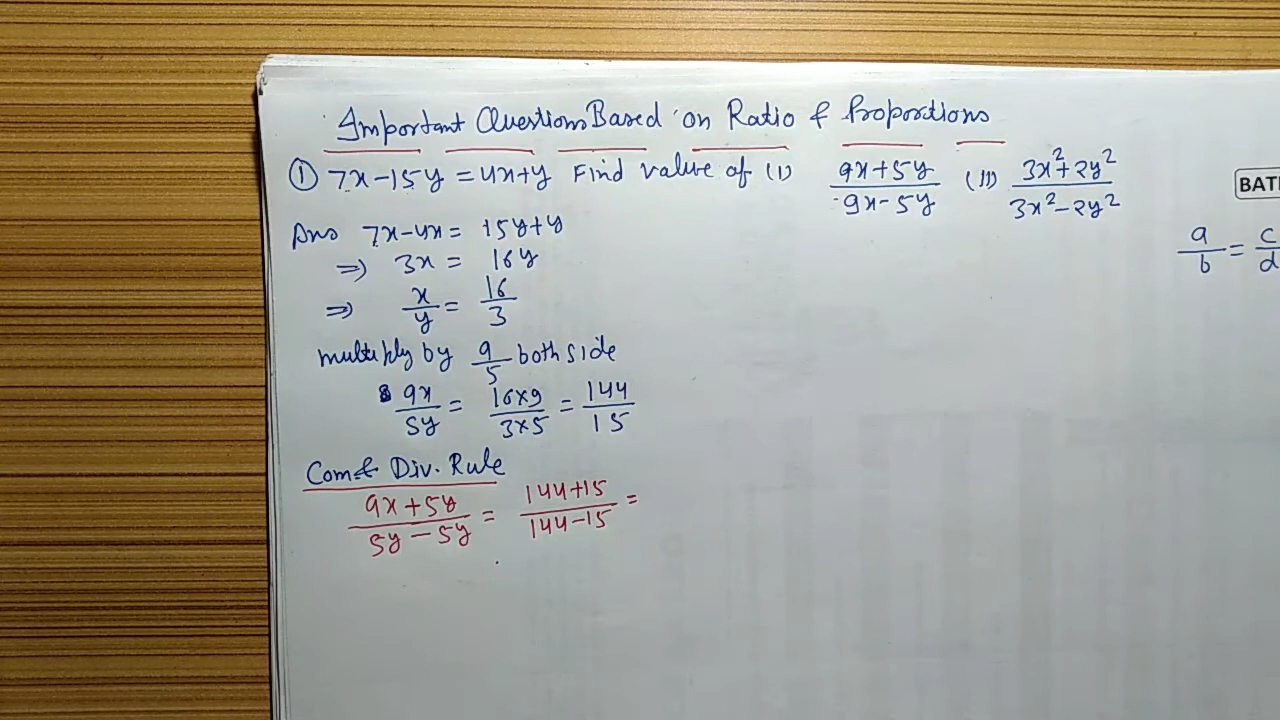 Important Questions Based on Ratio & Proportions
① 7x-15y = 4x+y Find value of (I) 9x+5y/9x-5y (II) 3x²+2y²/3x²-2y²
BAT
a/b = c/d
Ans 7x-4x = 15y+y
⇒ 3x = 16y
⇒ x/y = 16/3
multiply by 9/5 both side
9x/5y = 16×9/3×5 = 144/15
Com & Div. Rule
9x+5y/5y-5y = 144+15/144-15 =